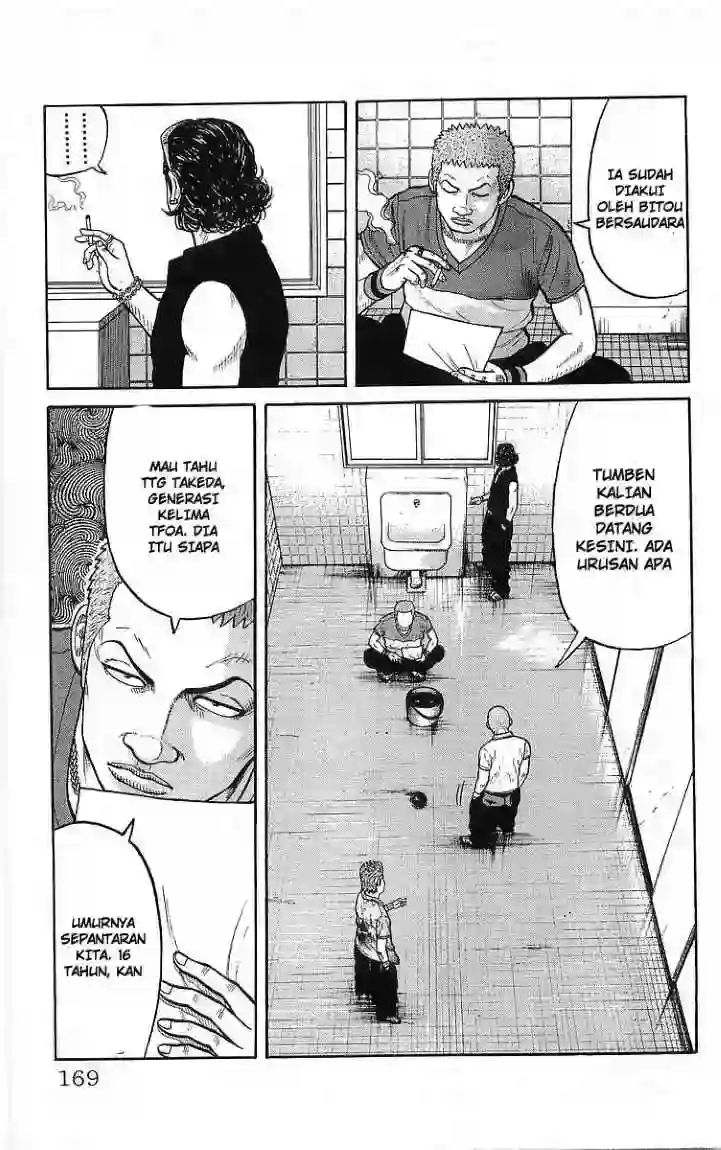 IA SUDAH
DIAKUI
OLEH BITOU
BERSAUDARA
TUMBEN
KALIAN
BERDUA
DATANG
KESINI. ADA
URUSAN APA
MAU TAHU
TTG TAKEDA,
GENERASI
KELIMA
TFOA. DIA
ITU SIAPA
UMURNYA
SEPANTARAN
KITA. 16
TAHUN, KAN
169